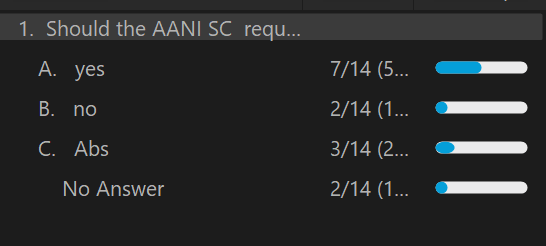 1. Should the AANI SC requ...
A. yes 7/14 (5...
B. no 2/14 (1...
C. Abs 3/14 (2...
No Answer 2/14 (1...